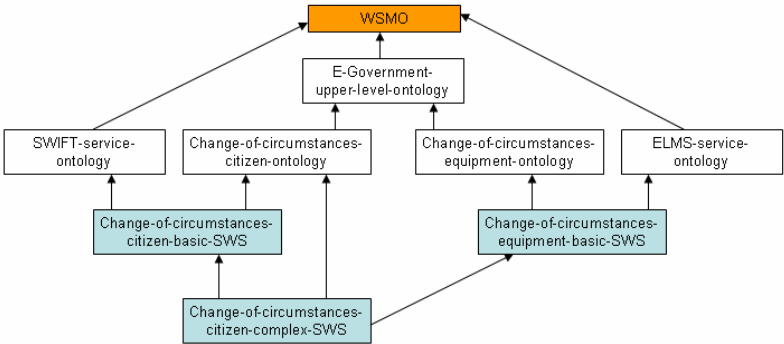 WSMO
E-Government-
upper-level-ontology
SWIFT-service-
ontology
Change-of-circumstances-
citizen-ontology
Change-of-circumstances-
equipment-ontology
ELMS-service-
ontology
Change-of-circumstances-
citizen-basic-SWS
Change-of-circumstances-
equipment-basic-SWS
Change-of-circumstances-
citizen-complex-SWS